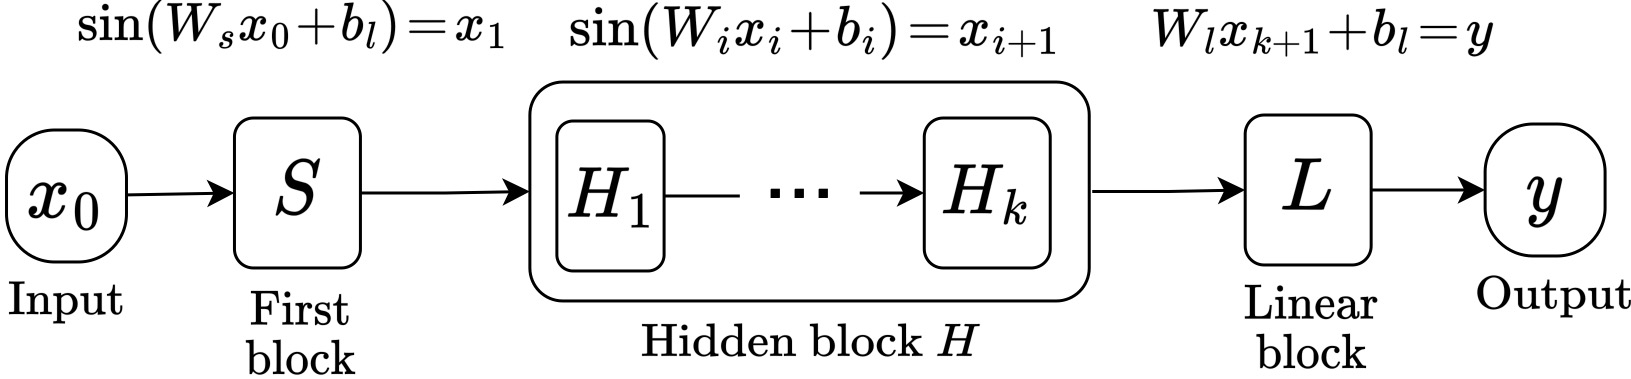 sin(W_s x_0 + b_l) = x_1
sin(W_i x_i + b_i) = x_{i+1}
W_l x_{k+1} + b_l = y
x_0
S
H_1
...
H_k
L
y
Input
First
block
Hidden block H
Linear
block
Output